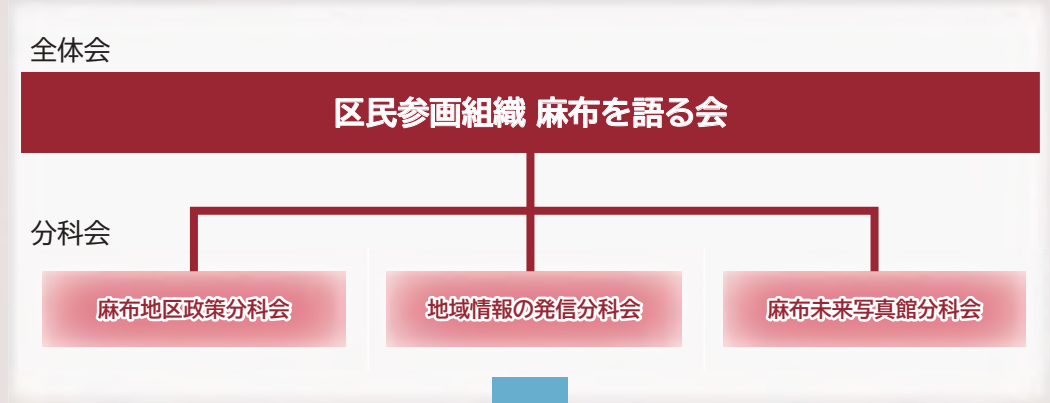 全体会
区民参画組織 麻布を語る会
分科会
麻布地区政策分科会
地域情報の発信分科会
麻布未来写真館分科会